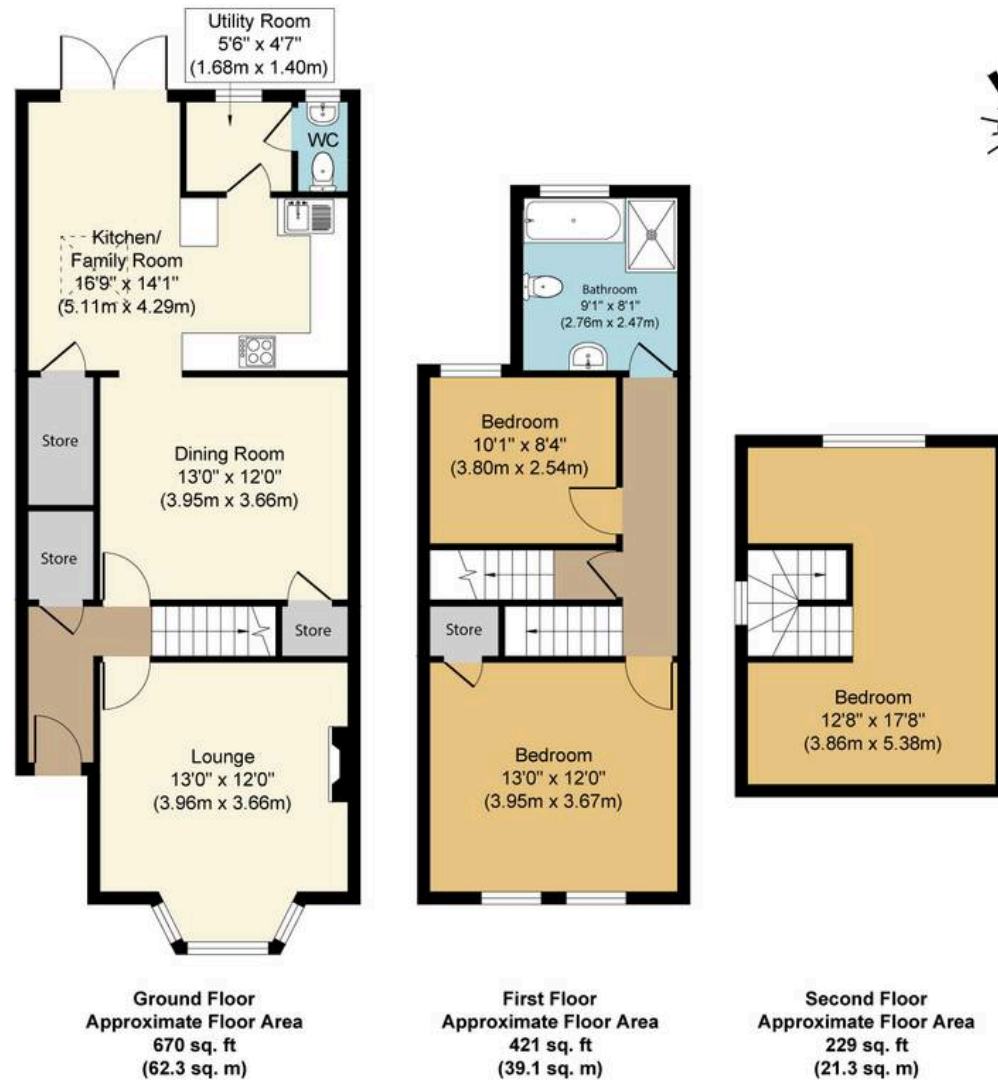 Utility Room
5'6" x 4'7"
(1.68m x 1.40m)
WC
Kitchen/
Family Room
16'9" x 14'1"
(5.11m x 4.29m)
Store
Dining Room
13'0" x 12'0"
(3.95m x 3.66m)
Store
Store
Lounge
13'0" x 12'0"
(3.96m x 3.66m)
Ground Floor
Approximate Floor Area
670 sq. ft
(62.3 sq. m)
Bathroom
9'1" x 8'1"
(2.76m x 2.47m)
Bedroom
10'1" x 8'4"
(3.80m x 2.54m)
Store
Bedroom
13'0" x 12'0"
(3.95m x 3.67m)
First Floor
Approximate Floor Area
421 sq. ft
(39.1 sq. m)
Bedroom
12'8" x 17'8"
(3.86m x 5.38m)
Second Floor
Approximate Floor Area
229 sq. ft
(21.3 sq. m)